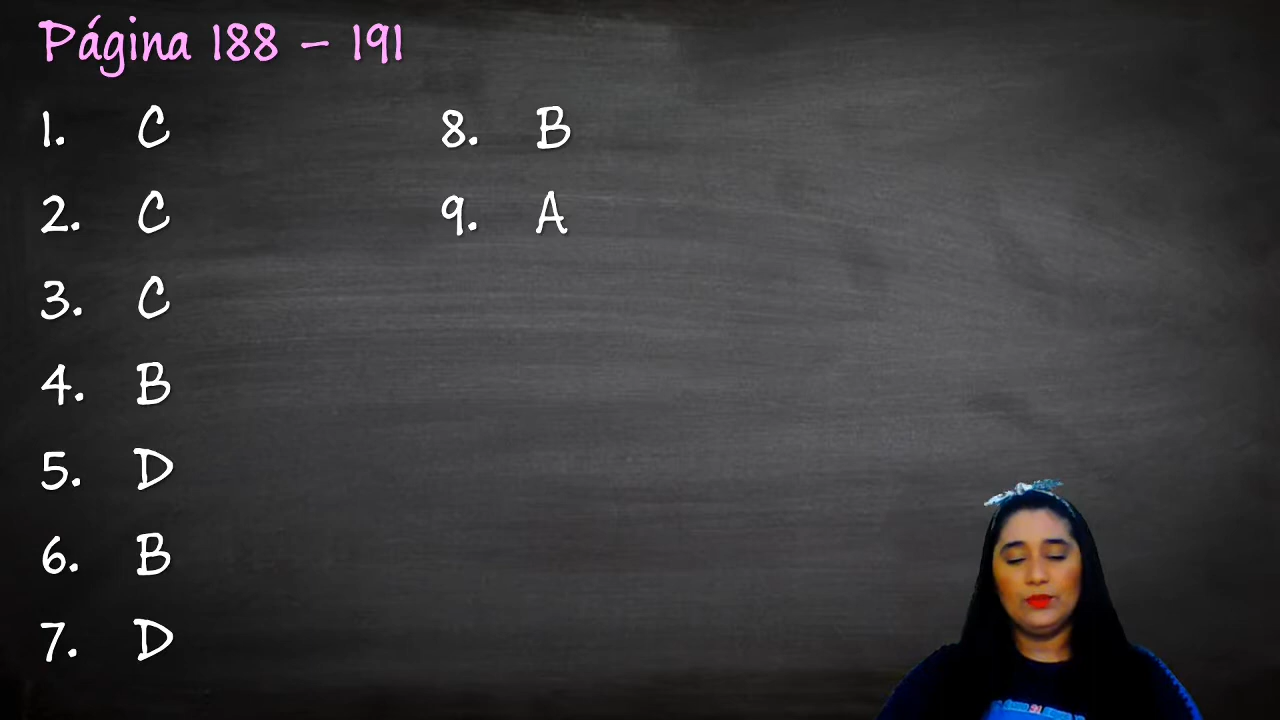 Página 188 – 191
1. C
2. C
3. C
4. B
5. D
6. B
7. D
8. B
9. A